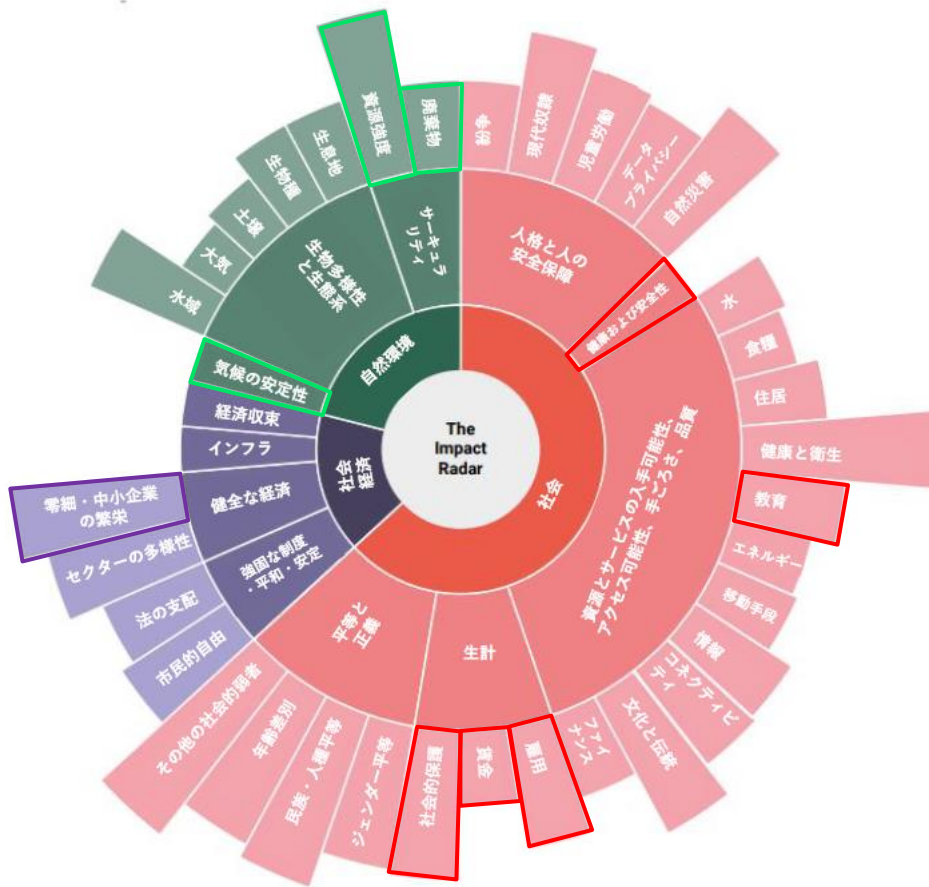 The
Impact
Radar
社会
人格と人の
安全保障
紛争
現代奴隷
児童労働
データ
プライバシー
自然災害
健康および安全性
資源とサービスの入手可能性、
アクセス可能性、手ごろさ、品質
水
食糧
住居
健康と衛生
教育
エネルギー
移動手段
情報
コネクティビ
ティ
文化と伝統
ファイ
ナンス
生計
雇用
賃金
社会的保護
平等と
正義
ジェンダー平等
民族・人種平等
年齢差別
その他の社会的弱者
社会
経済
強固な制度
・平和・安定
市民的自由
法の支配
健全な経済
セクターの多様性
零細・中小企業
の繁栄
インフラ
経済収束
自然環境
気候の安定性
生物多様性
と生態系
水域
大気
土壌
生物種
生息地
サーキュラ
リティ
資源強度
廃棄物